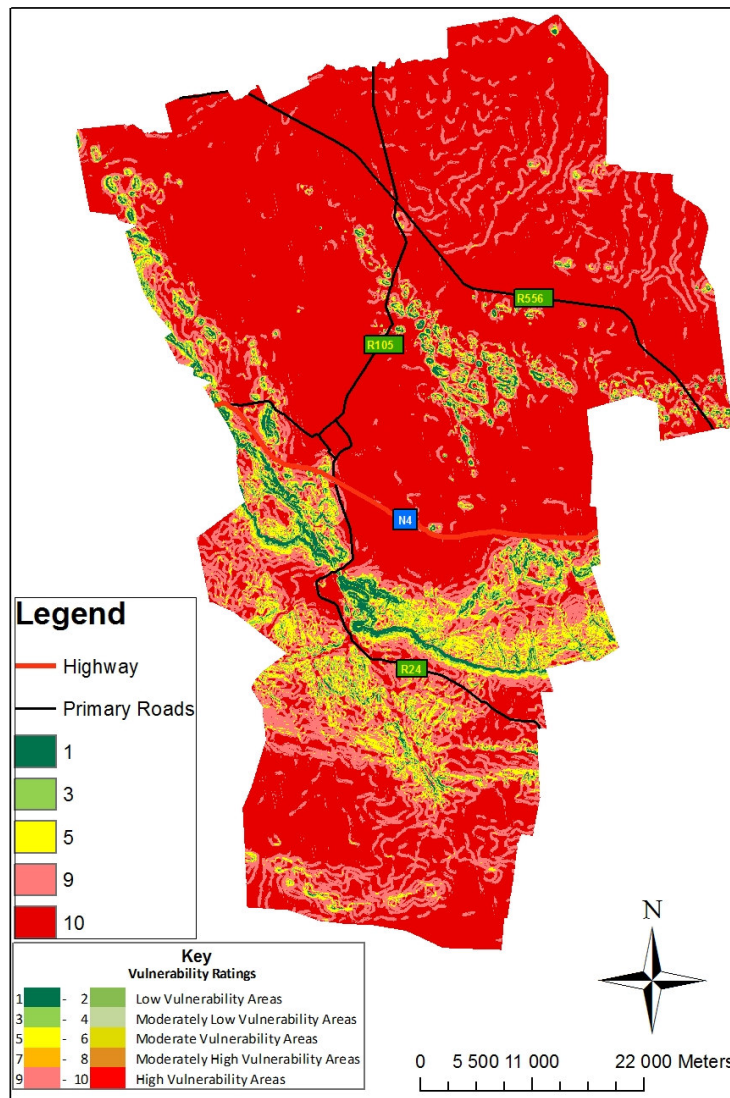 R556
R105
N4
R24
Legend
Highway
Primary Roads
1
3
5
9
10
Key
Vulnerability Ratings
1 - 2 Low Vulnerability Areas
3 - 4 Moderately Low Vulnerability Areas
5 - 6 Moderate Vulnerability Areas
7 - 8 Moderately High Vulnerability Areas
9 - 10 High Vulnerability Areas
N
0 5 500 11 000 22 000 Meters